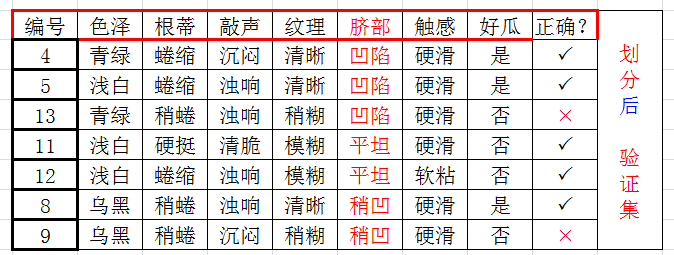 编号 色泽 根蒂 敲声 纹理 脐部 触感 好瓜 正确?
4 青绿 蜷缩 沉闷 清晰 凹陷 硬滑 是 ✓
5 浅白 蜷缩 浊响 清晰 凹陷 硬滑 是 ✓
13 青绿 稍蜷 浊响 稍糊 凹陷 硬滑 否 ×
11 浅白 硬挺 清脆 模糊 平坦 硬滑 否 ✓
12 浅白 蜷缩 浊响 模糊 平坦 软粘 否 ✓
8 乌黑 稍蜷 浊响 清晰 稍凹 硬滑 是 ✓
9 乌黑 稍蜷 沉闷 稍糊 稍凹 硬滑 否 ×
划分后 验证集